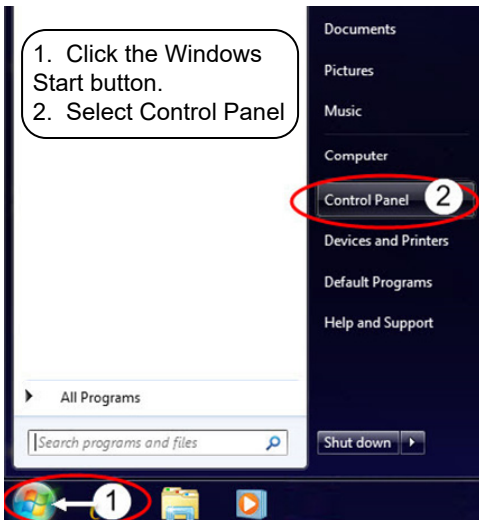 1. Click the Windows
Start button.
2. Select Control Panel
Documents
Pictures
Music
Computer
Control Panel 2
Devices and Printers
Default Programs
Help and Support
All Programs
Search programs and files
Shut down
1